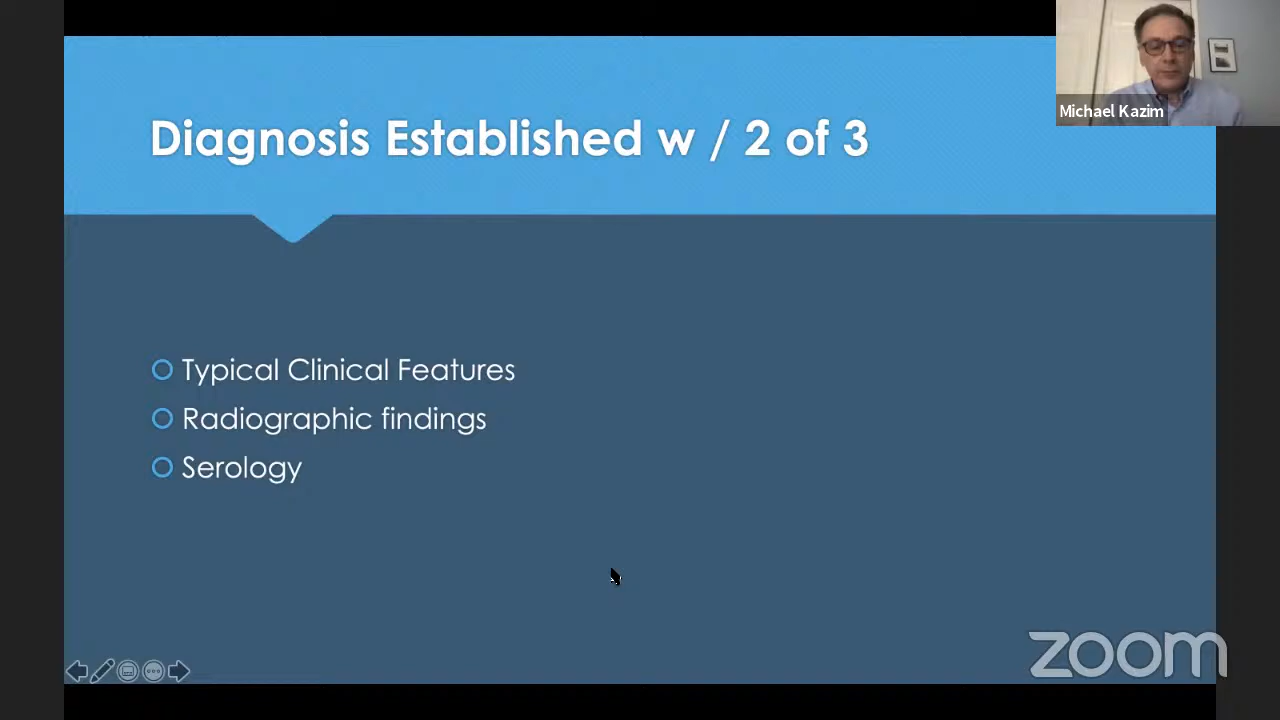 Michael Kazim
Diagnosis Established w / 2 of 3
Typical Clinical Features
Radiographic findings
Serology
zoom